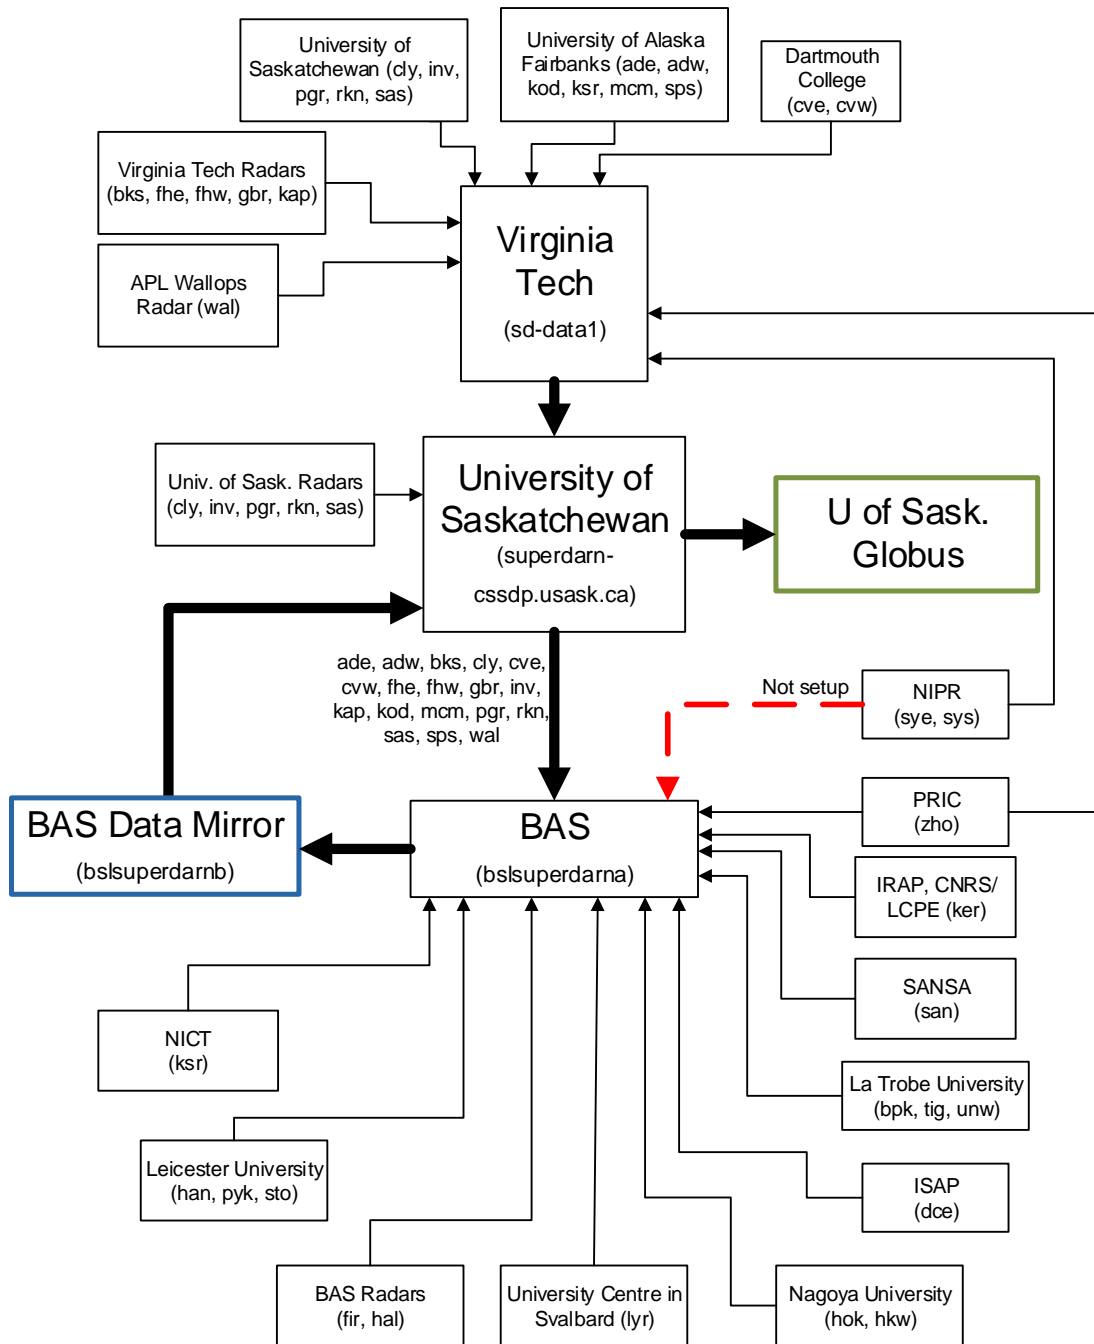 University of
Saskatchewan (cly, inv,
pgr, rkn, sas)
University of Alaska
Fairbanks (ade, adw,
kod, ksr, mcm, sps)
Dartmouth
College
(cve, cvw)
Virginia Tech Radars
(bks, fhe, fhw, gbr, kap)
APL Wallops
Radar (wal)
Virginia
Tech
(sd-data1)
Univ. of Sask. Radars
(cly, inv, pgr, rkn, sas)
University of
Saskatchewan
(superdarn-
cssdp.usask.ca)
U of Sask.
Globus
ade, adw, bks, cly, cve,
cvw, fhe, fhw, gbr, inv,
kap, kod, mcm, pgr, rkn,
sas, sps, wal
Not setup
NIPR
(sye, sys)
BAS Data Mirror
(bslsuperdarnb)
BAS
(bslsuperdarna)
PRIC
(zho)
IRAP, CNRS/
LCPE (ker)
SANSA
(san)
NICT
(ksr)
La Trobe University
(bpk, tig, unw)
Leicester University
(han, pyk, sto)
ISAP
(dce)
BAS Radars
(fir, hal)
University Centre in
Svalbard (lyr)
Nagoya University
(hok, hkw)